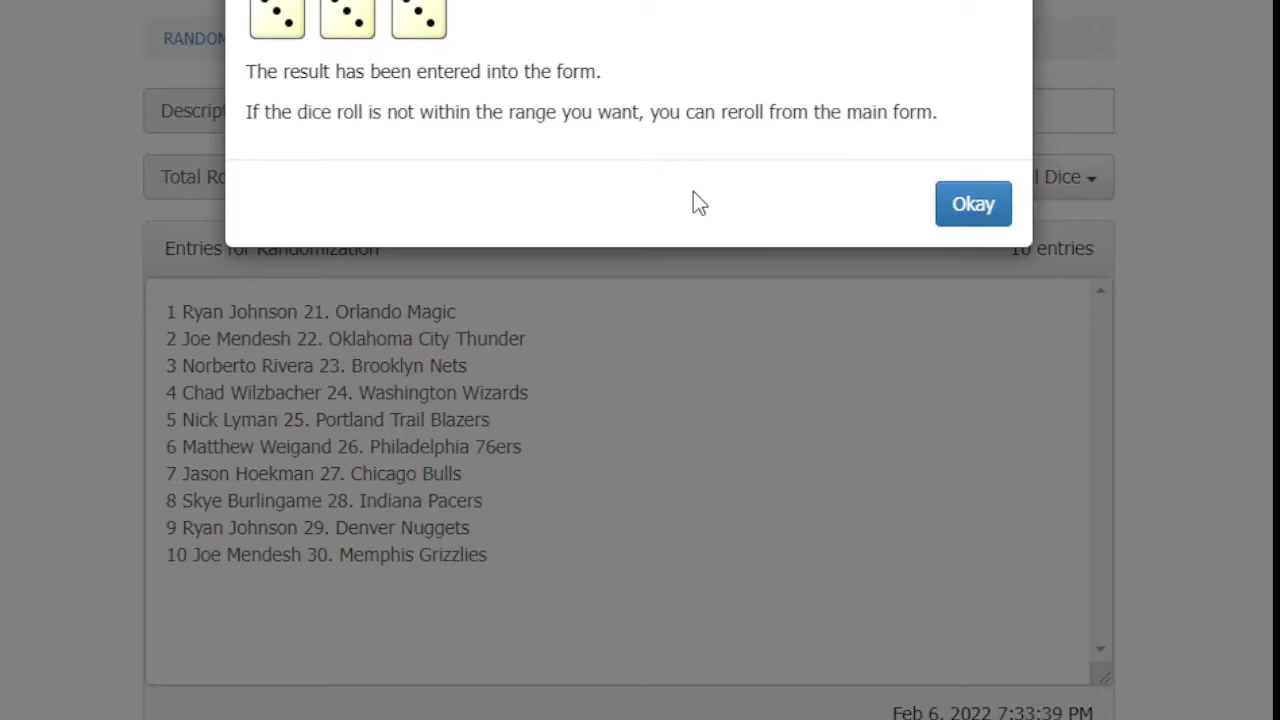 RANDOM
The result has been entered into the form.
If the dice roll is not within the range you want, you can reroll from the main form.
Descript
Total Ro
l Dice
Okay
Entries for Randomization
10 entries
1 Ryan Johnson 21. Orlando Magic
2 Joe Mendesh 22. Oklahoma City Thunder
3 Norberto Rivera 23. Brooklyn Nets
4 Chad Wilzbacher 24. Washington Wizards
5 Nick Lyman 25. Portland Trail Blazers
6 Matthew Weigand 26. Philadelphia 76ers
7 Jason Hoekman 27. Chicago Bulls
8 Skye Burlingame 28. Indiana Pacers
9 Ryan Johnson 29. Denver Nuggets
10 Joe Mendesh 30. Memphis Grizzlies
Feb 6, 2022 7:33:39 PM